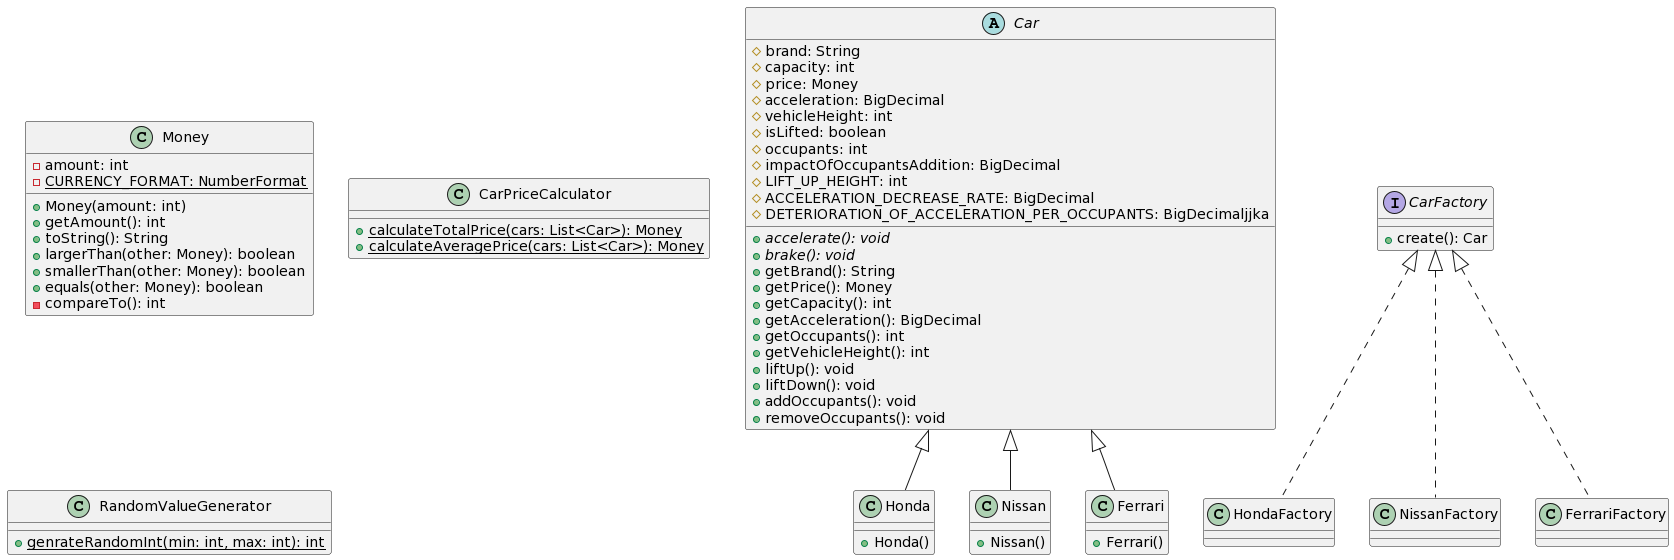 Money
amount: int
CURRENCY_FORMAT: NumberFormat
Money(amount: int)
getAmount(): int
toString(): String
largerThan(other: Money): boolean
smallerThan(other: Money): boolean
equals(other: Money): boolean
compareTo(): int
CarPriceCalculator
calculateTotalPrice(cars: List<Car>): Money
calculateAveragePrice(cars: List<Car>): Money
Car
brand: String
capacity: int
price: Money
acceleration: BigDecimal
vehicleHeight: int
isLifted: boolean
occupants: int
impactOfOccupantsAddition: BigDecimal
LIFT_UP_HEIGHT: int
ACCELERATION_DECREASE_RATE: BigDecimal
DETERIORATION_OF_ACCELERATION_PER_OCCUPANTS: BigDecimaljjka
accelerate(): void
brake(): void
getBrand(): String
getPrice(): Money
getCapacity(): int
getAcceleration(): BigDecimal
getOccupants(): int
getVehicleHeight(): int
liftUp(): void
liftDown(): void
addOccupants(): void
removeOccupants(): void
CarFactory
create(): Car
RandomValueGenerator
genrateRandomInt(min: int, max: int): int
Honda
Honda()
Nissan
Nissan()
Ferrari
Ferrari()
HondaFactory
NissanFactory
FerrariFactory